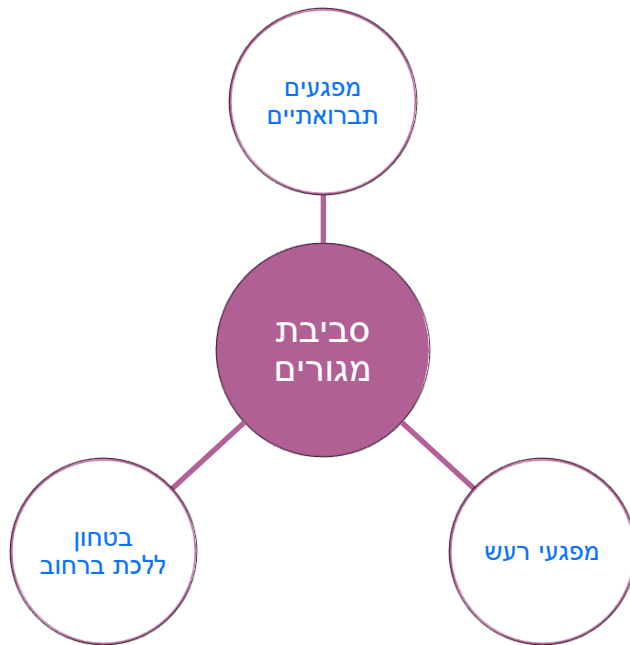 מפגעים
תברואתיים
סביבת
מגורים
מפגעי רעש
בטחון
ללכת ברחוב